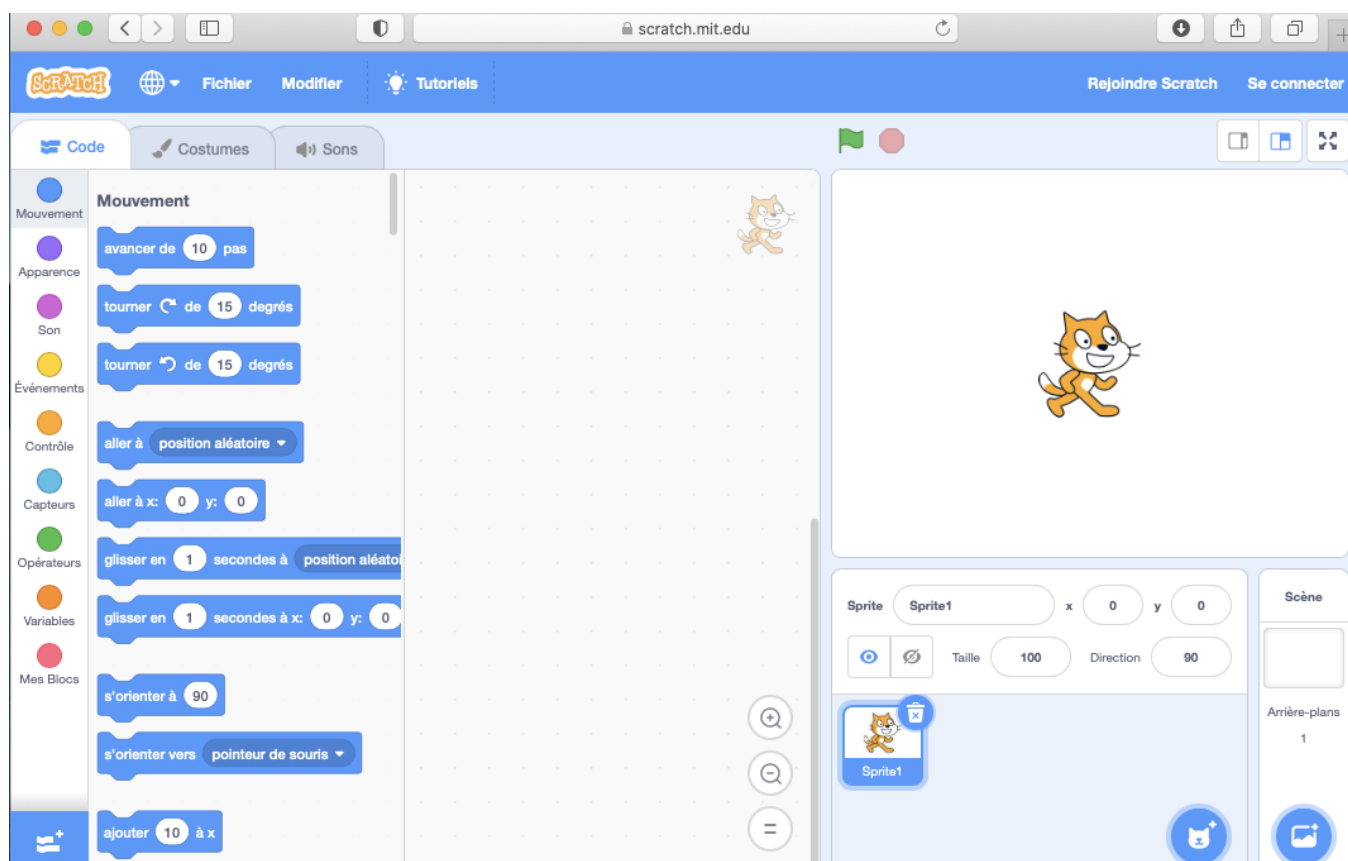 scratch.mit.edu
SCRATCH Fichier Modifier Tutoriels Rejoindre Scratch Se connecter
Code Costumes Sons
Mouvement
Apparence
Son
Événements
Contrôle
Capteurs
Opérateurs
Variables
Mes Blocs
Mouvement
avancer de 10 pas
tourner de 15 degrés
tourner de 15 degrés
aller à position aléatoire
aller à x: 0 y: 0
glisser en 1 secondes à position
glisser en 1 secondes à x: 0 y: 0
s'orienter à 90
s'orienter vers pointeur de souris
ajouter 10 à x
Sprite Sprite1 x 0 y 0
Taille 100 Direction 90
Sprite1
Scène
Arrière-plans
1